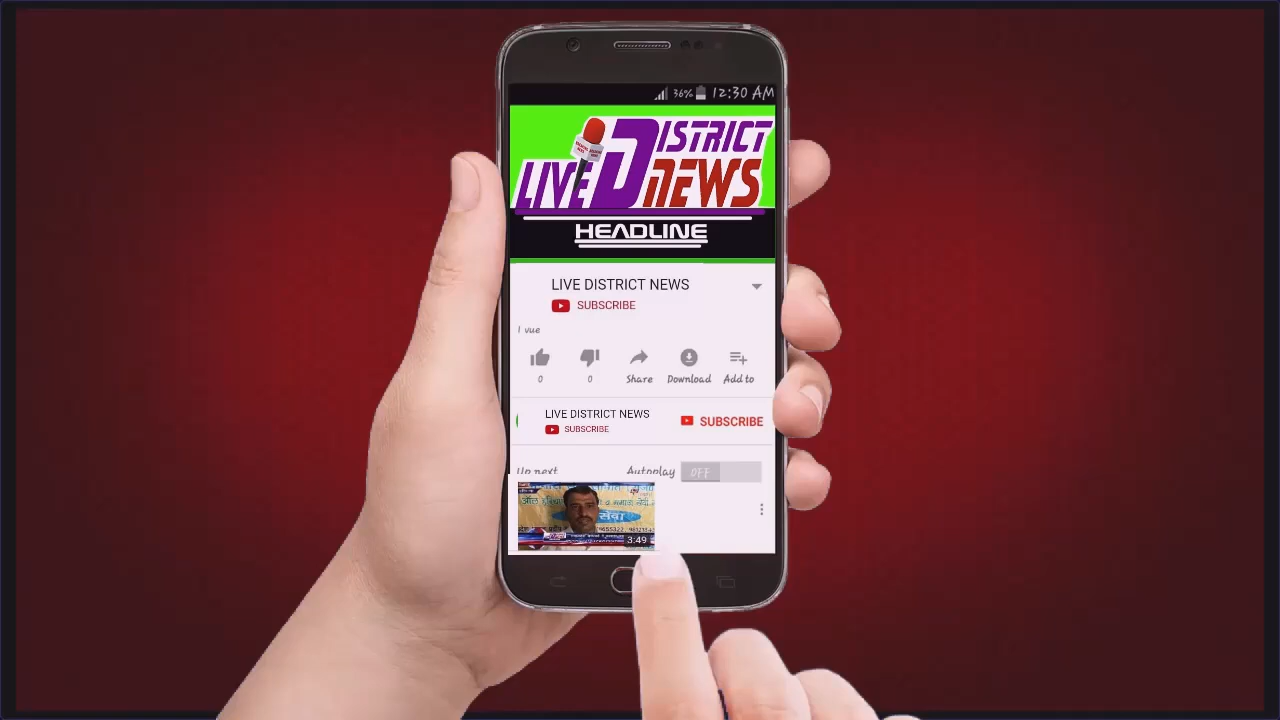 36% 12:30 AM
LIVE DISTRICT NEWS
HEADLINE
LIVE DISTRICT NEWS
SUBSCRIBE
1 vue
0 0 Share Download Add to
LIVE DISTRICT NEWS
SUBSCRIBE
SUBSCRIBE
Up next Autoplay OFF
सेवा
3:49